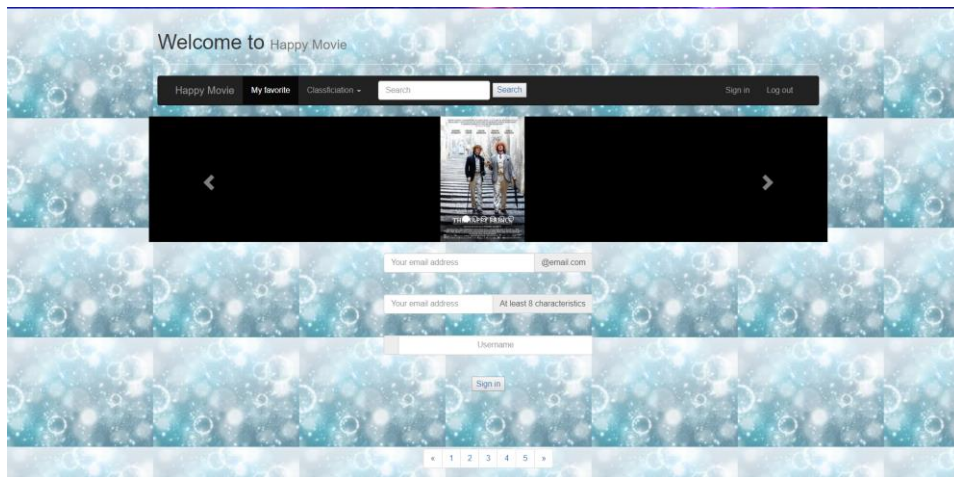 Welcome to Happy Movie
Happy Movie My favorite Classficiation Search Search Sign in Log out
Your email address @email.com
Your email address At least 8 characteristics
Username
Sign in
« 1 2 3 4 5 »